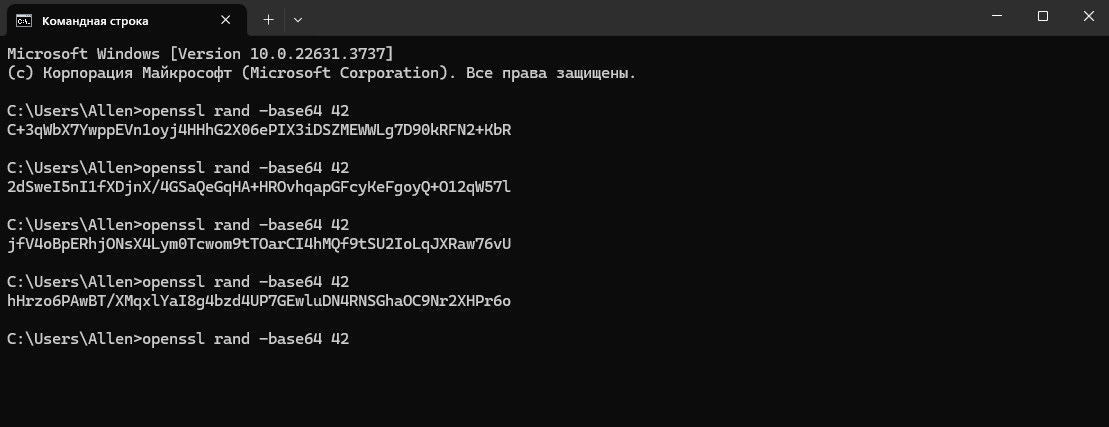 Командная строка
Microsoft Windows [Version 10.0.22631.3737]
(c) Корпорация Майкрософт (Microsoft Corporation). Все права защищены.
C:\Users\Allen>openssl rand -base64 42
C+3qWbX7YwppEVn1oyj4HHhG2X06ePIX3iDSZMEWWLg7D90kRFN2+KbR
C:\Users\Allen>openssl rand -base64 42
2dSweI5nI1fXDjnX/4GSaQeGqHA+HROvhqapGFcyKeFgoyQ+O12qW57l
C:\Users\Allen>openssl rand -base64 42
jfV4oBpERhjONsX4Lym0Tcwom9tTOarCI4hMQf9tSU2IoLqJXRaw76vU
C:\Users\Allen>openssl rand -base64 42
hHrzo6PAwBT/XMqxlYaI8g4bzd4UP7GEwluDN4RNSGhaOC9Nr2XHPr6o
C:\Users\Allen>openssl rand -base64 42